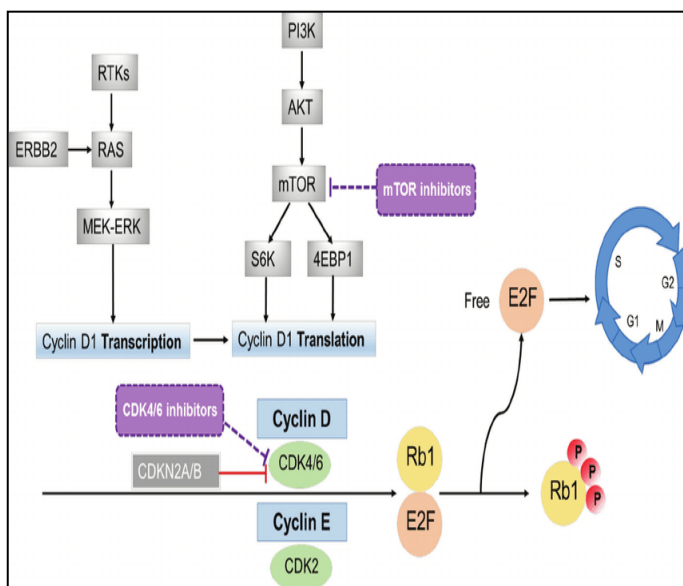 PI3K
RTKs
AKT
ERBB2
RAS
mTOR
mTOR inhibitors
MEK-ERK
S6K
4EBP1
Cyclin D1 Transcription
Cyclin D1 Translation
Free
E2F
S
G2
G1
M
CDK4/6 inhibitors
Cyclin D
CDKN2A/B
CDK4/6
Rb1
E2F
Cyclin E
CDK2
Rb1
P
P
P